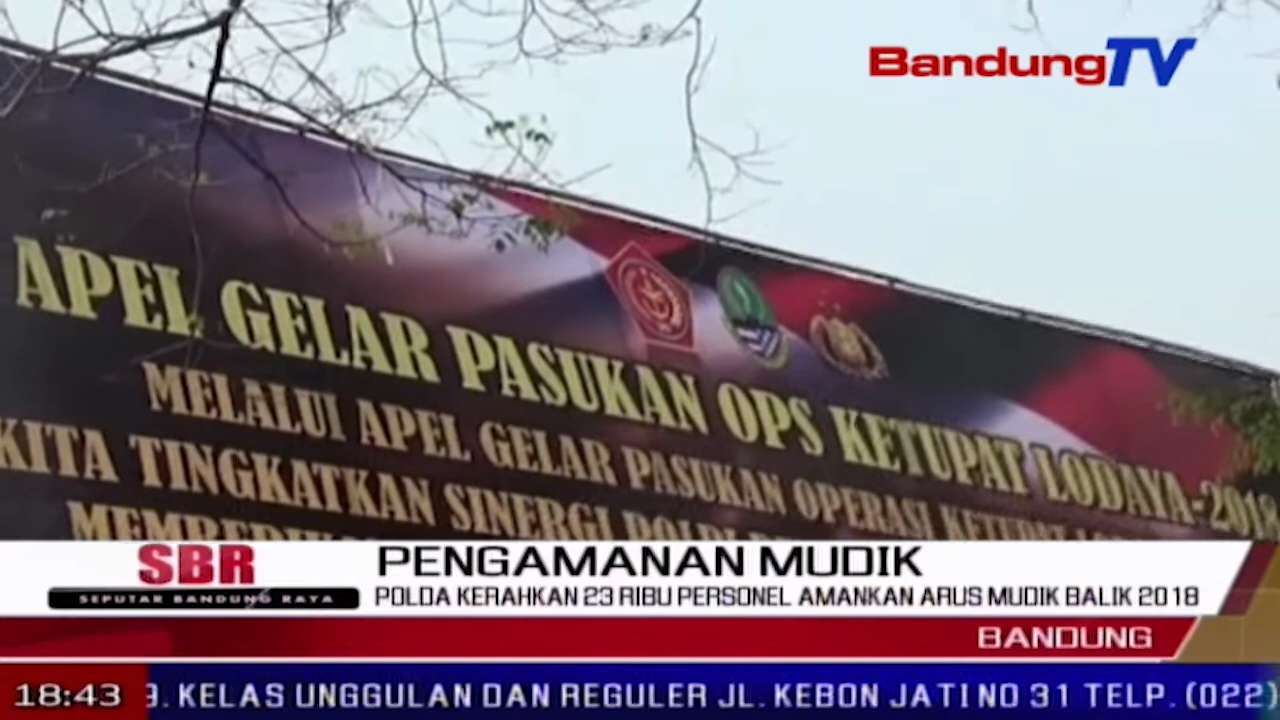 BandungTV
APEL GELAR PASUKAN OPS KETUPAT LODAYA-2018
MELALUI APEL GELAR PASUKAN OPERASI KETUPAT
KITA TINGKATKAN SINERGI POLRI
SBR
SEPUTAR BANDUNG RAYA
PENGAMANAN MUDIK
POLDA KERAHKAN 23 RIBU PERSONEL AMANKAN ARUS MUDIK BALIK 2018
BANDUNG
18:43
9. KELAS UNGGULAN DAN REGULER JL. KEBON JATI NO 31 TELP. (022)